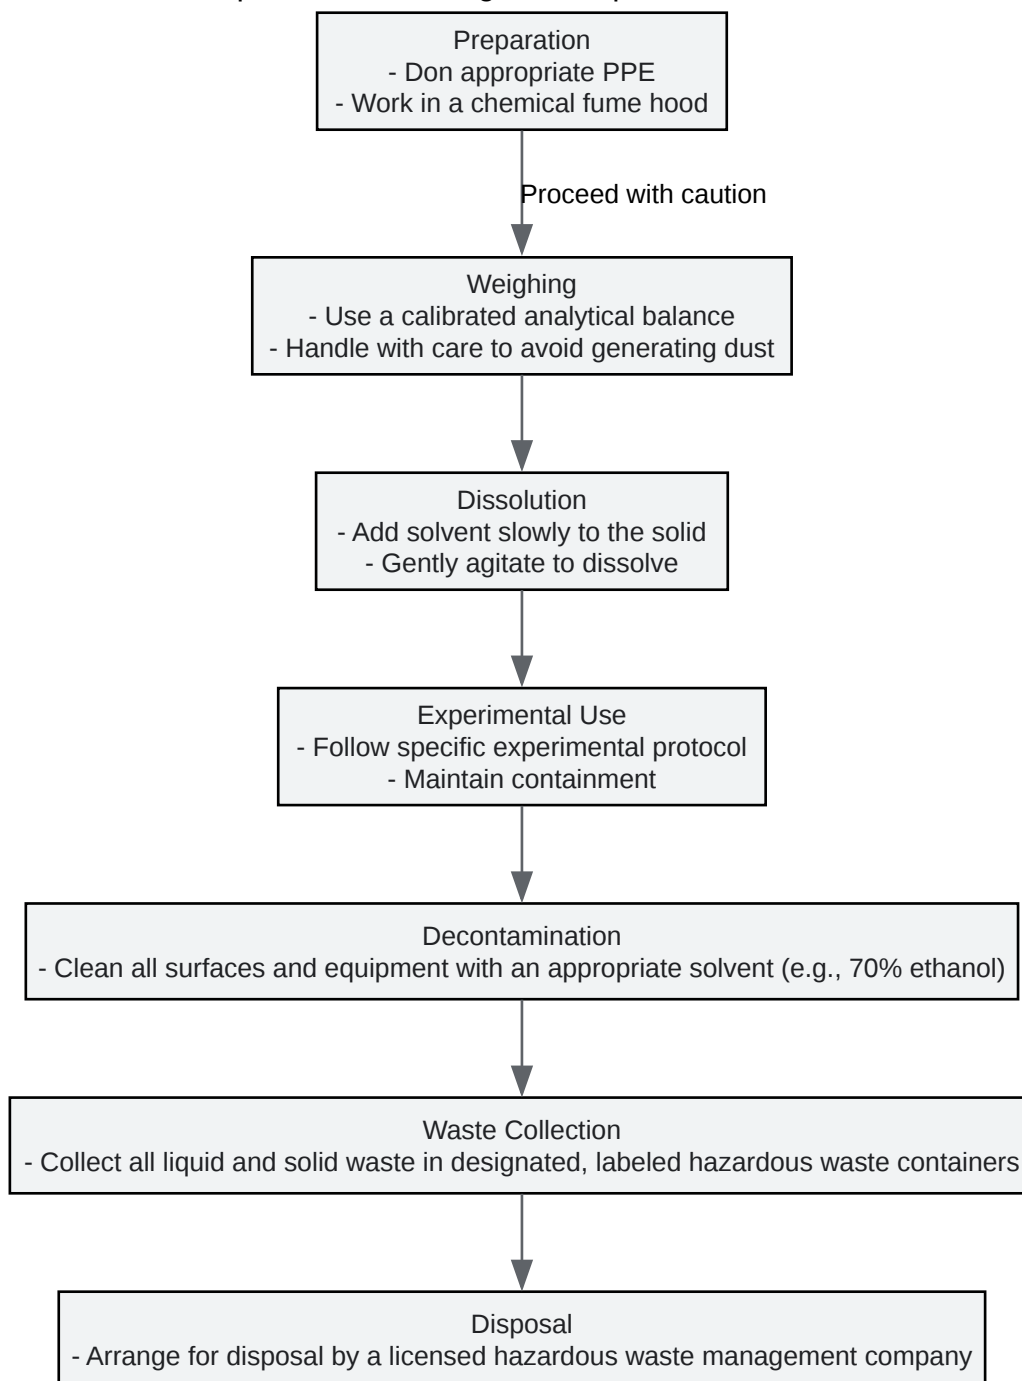 Preparation
- Don appropriate PPE
- Work in a chemical fume hood
Proceed with caution
Weighing
- Use a calibrated analytical balance
- Handle with care to avoid generating dust
Dissolution
- Add solvent slowly to the solid
- Gently agitate to dissolve
Experimental Use
- Follow specific experimental protocol
- Maintain containment
Decontamination
- Clean all surfaces and equipment with an appropriate solvent (e.g., 70% ethanol)
Waste Collection
- Collect all liquid and solid waste in designated, labeled hazardous waste containers
Disposal
- Arrange for disposal by a licensed hazardous waste management company